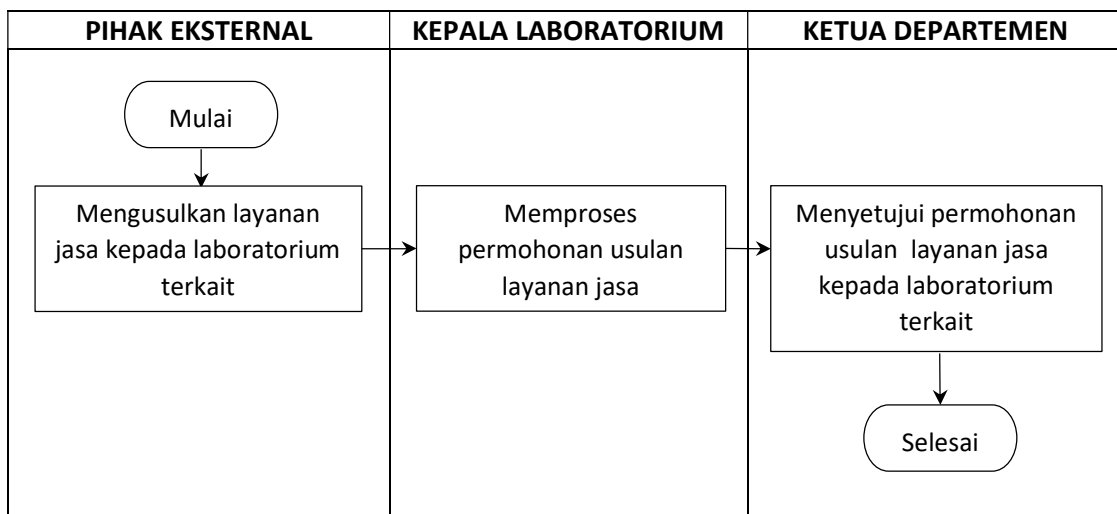 PIHAK EKSTERNAL
KEPALA LABORATORIUM
KETUA DEPARTEMEN
Mulai
Mengusulkan layanan
jasa kepada laboratorium
terkait
Memproses
permohonan usulan
layanan jasa
Menyetujui permohonan
usulan  layanan jasa
kepada laboratorium
terkait
Selesai